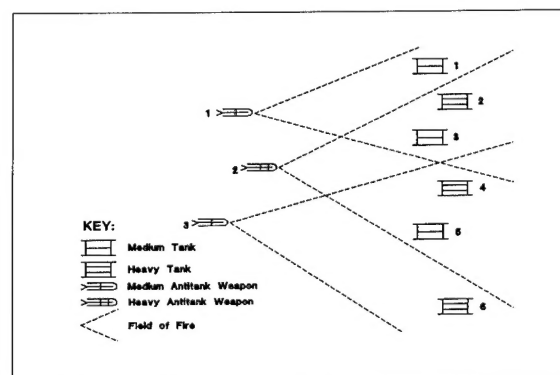 1
1
2
3
2
4
3
5
6
KEY:
Medium Tank
Heavy Tank
Medium Antitank Weapon
Heavy Antitank Weapon
Field of Fire